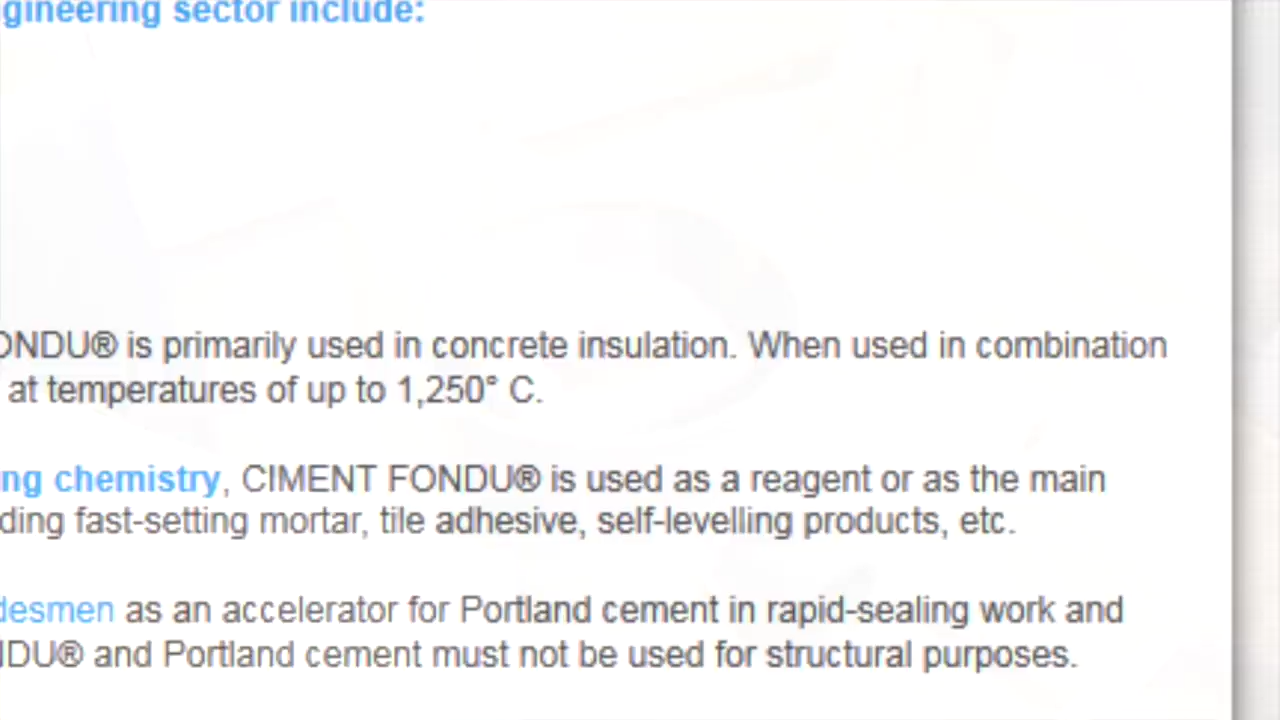 gineering sector include:
ONDU® is primarily used in concrete insulation. When used in combination
at temperatures of up to 1,250° C.
ng chemistry, CIMENT FONDU® is used as a reagent or as the main
ding fast-setting mortar, tile adhesive, self-levelling products, etc.
desmen as an accelerator for Portland cement in rapid-sealing work and
NDU® and Portland cement must not be used for structural purposes.